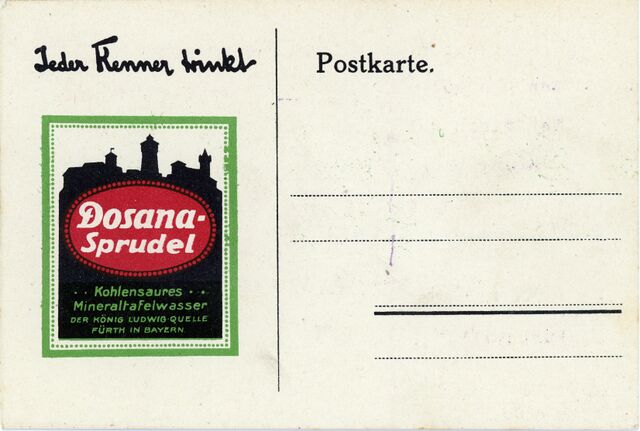 Jeder Kenner trinkt
Postkarte.
Dosana-
Sprudel
Kohlensaures
Mineraltafelwasser
DER KÖNIG LUDWIG QUELLE
FÜRTH IN BAYERN